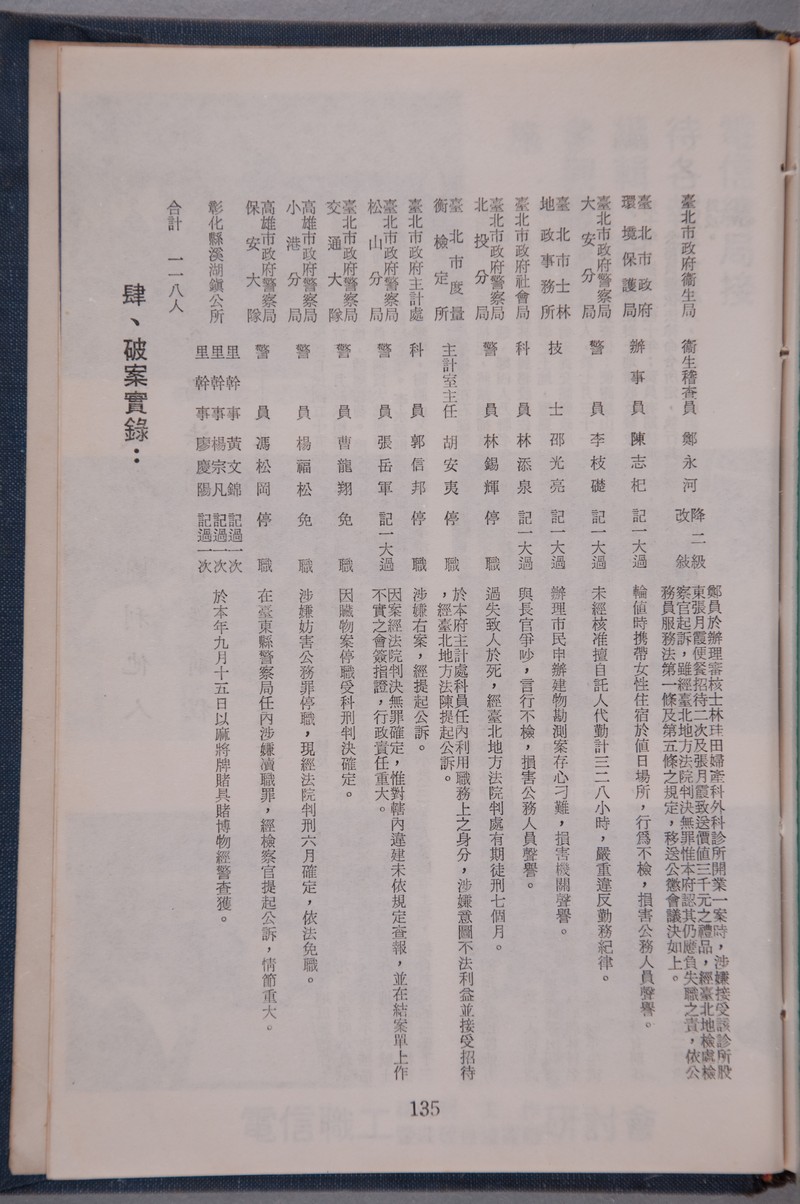 臺北市政府衞生局 衞生稽查員 鄭永河 降二級改敍 鄭員於辦理審核士林珪田婦產科外科診所開業一案時，涉嫌接受該診所股
東張月霞便餐招待二次及張月霞致送價值三千元之禮品，經臺北地檢處檢
察官起訴，雖經臺北地方法院判決無罪惟本府認其仍應負失職之責，依公
務員服務法第一條及第五條之規定，移送公懲會議決如上。
臺北市政府環境保護局 辦事員 陳志杞 記一大過 輪值時携帶女性住宿於值日場所，行爲不檢，損害公務人員聲譽。
臺北市政府警察局大安分局 警員 李枝礎 記一大過 未經核准擅自託人代勤計三二八小時，嚴重違反勤務紀律。
臺北市士林地政事務所 技士 邵光亮 記一大過 辦理市民申辦建物勘測案存心刁難，損害機關聲譽。
臺北市政府社會局 科員 林添泉 記一大過 與長官爭吵，言行不檢，損害公務人員聲譽。
臺北市政府警察局北投分局 警員 林錫輝 停職 過失致人於死，經臺北地方法院判處有期徒刑七個月。
臺北市度量衡檢定所 主計室主任 胡安夷 停職 於本府主計處科員任內利用職務上之身分，涉嫌意圖不法利益並接受招待
，經臺北地方法陳提起公訴。
臺北市政府主計處 科員 郭信邦 停職 涉嫌右案，經提起公訴。
臺北市政府警察局松山分局 警員 張岳軍 記一大過 因案經法院判決無罪確定，惟對轄內違建未依規定查報，並在結案單上作
不實之會簽指證，行政責任重大。
臺北市政府警察局交通大隊 警員 曹龍翔 免職 因贓物案停職受科刑判決確定。
高雄市政府警察局小港分局 警員 楊福松 免職 涉嫌妨害公務罪停職，現經法院判刑六月確定，依法免職。
高雄市政府警察局保安大隊 警員 馮松岡 停職 在臺東縣警察局任內涉嫌瀆職罪，經檢察官提起公訴，情節重大。
彰化縣溪湖鎭公所 里幹事 黃文錦 記過一次 於本年九月十五日以麻將牌賭具賭博物經警查獲。
里幹事 楊宗凡 記過一次
里幹事 廖慶陽 記過一次
合計 一一八人
肆、破案實錄：
135